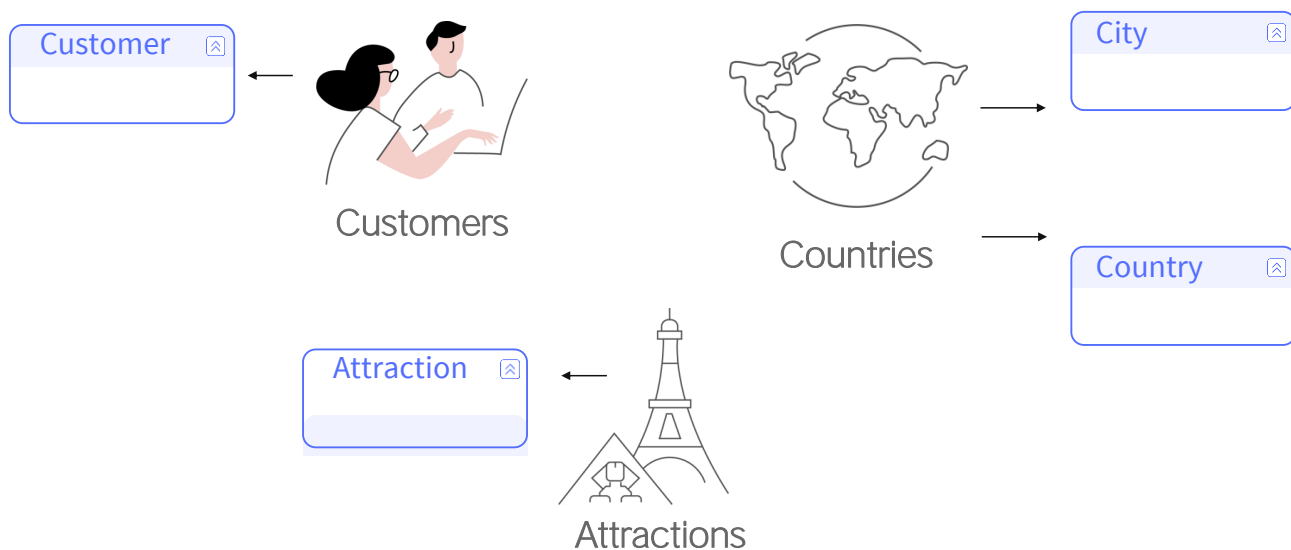 Customer
City
Customers
Countries
Country
Attraction
Attractions